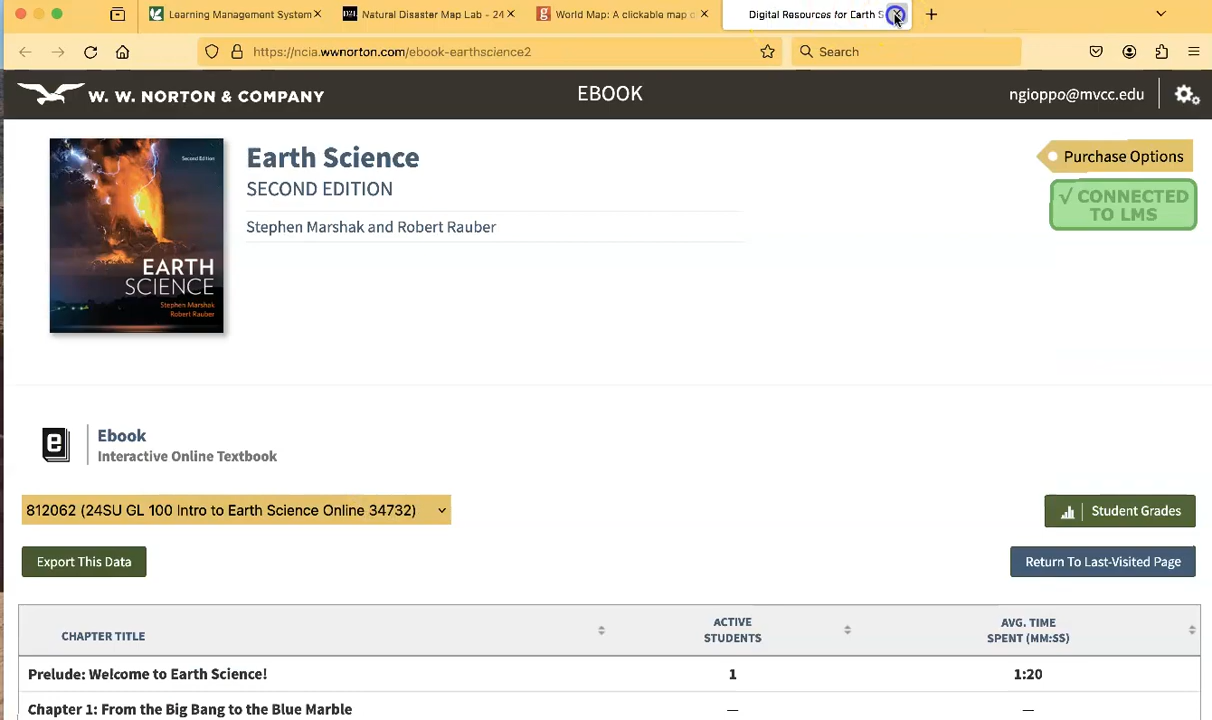 Learning Management System
D2L Natural Disaster Map Lab - 24
g World Map: A clickable map o
Digital Resources for Earth S
https://ncia.wwnorton.com/ebook-earthscience2
Search
W. W. NORTON & COMPANY
EBOOK
ngioppo@mvcc.edu
Second Edition
EARTH
SCIENCE
Stephen Marshak
Robert Rauber
Earth Science
SECOND EDITION
Stephen Marshak and Robert Rauber
Purchase Options
√ CONNECTED
TO LMS
e
Ebook
Interactive Online Textbook
812062 (24SU GL 100 Intro to Earth Science Online 34732)
Student Grades
Export This Data
Return To Last-Visited Page
CHAPTER TITLE
ACTIVE
STUDENTS
AVG. TIME
SPENT (MM:SS)
Prelude: Welcome to Earth Science! 1 1:20
Chapter 1: From the Big Bang to the Blue Marble — —